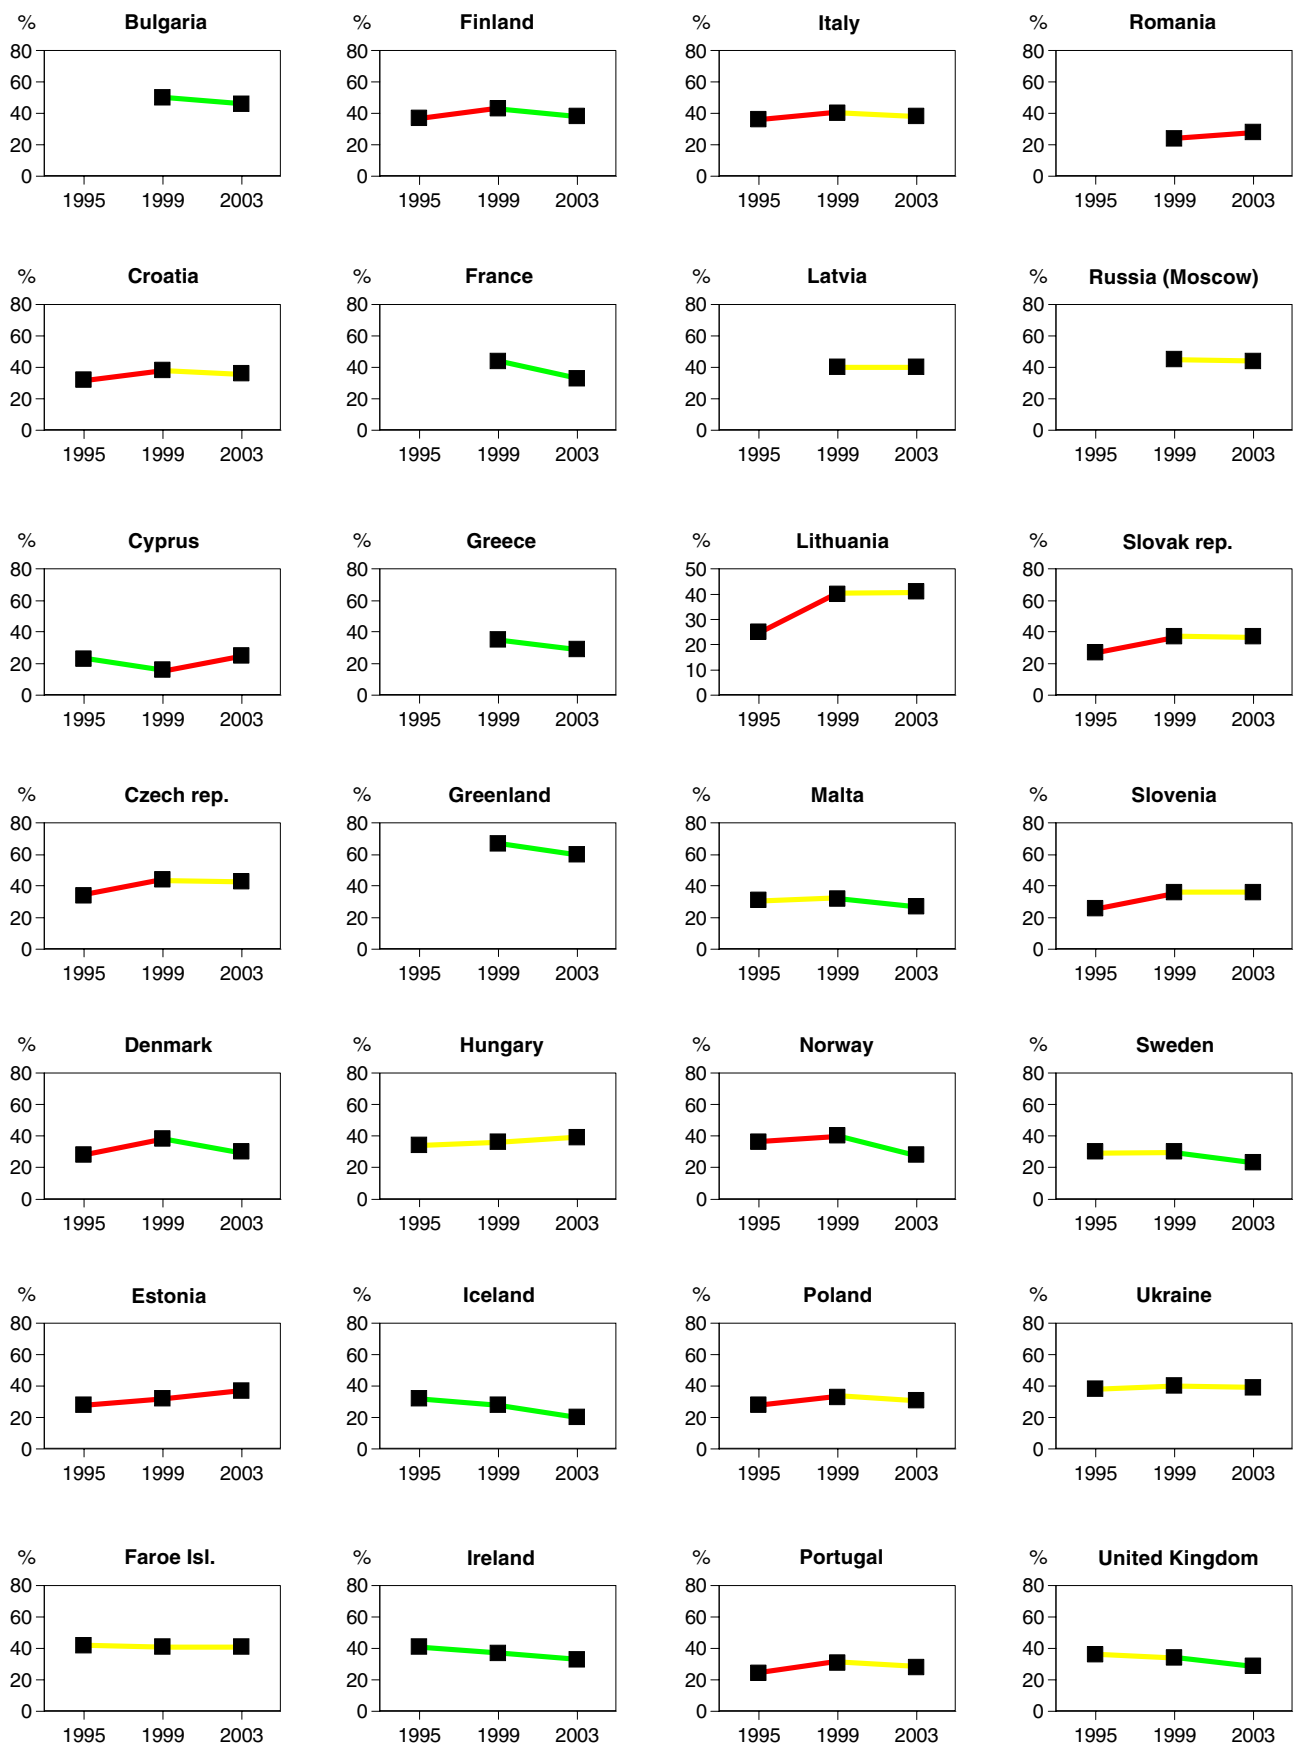 % Bulgaria % Finland % Italy % Romania
80 80 80 80
60 60 60 60
40 40 40 40
20 20 20 20
0 0 0 0
1995 1999 2003 1995 1999 2003 1995 1999 2003 1995 1999 2003
% Croatia % France % Latvia % Russia (Moscow)
80 80 80 80
60 60 60 60
40 40 40 40
20 20 20 20
0 0 0 0
1995 1999 2003 1995 1999 2003 1995 1999 2003 1995 1999 2003
% Cyprus % Greece % Lithuania % Slovak rep.
80 80 50 80
60 60 40 60
40 40 30 40
20 20 20 20
0 0 10 0
0
1995 1999 2003 1995 1999 2003 1995 1999 2003 1995 1999 2003
% Czech rep. % Greenland % Malta % Slovenia
80 80 80 80
60 60 60 60
40 40 40 40
20 20 20 20
0 0 0 0
1995 1999 2003 1995 1999 2003 1995 1999 2003 1995 1999 2003
% Denmark % Hungary % Norway % Sweden
80 80 80 80
60 60 60 60
40 40 40 40
20 20 20 20
0 0 0 0
1995 1999 2003 1995 1999 2003 1995 1999 2003 1995 1999 2003
% Estonia % Iceland % Poland % Ukraine
80 80 80 80
60 60 60 60
40 40 40 40
20 20 20 20
0 0 0 0
1995 1999 2003 1995 1999 2003 1995 1999 2003 1995 1999 2003
% Faroe Isl. % Ireland % Portugal % United Kingdom
80 80 80 80
60 60 60 60
40 40 40 40
20 20 20 20
0 0 0 0
1995 1999 2003 1995 1999 2003 1995 1999 2003 1995 1999 2003